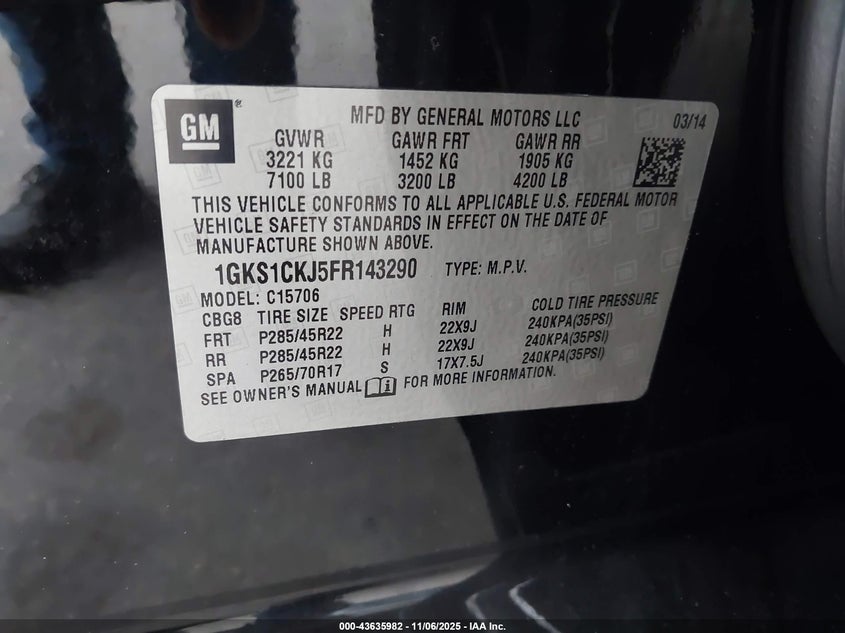 GM ®
MFD BY GENERAL MOTORS LLC 03/14
GVWR GAWR FRT GAWR RR
3221 KG 1452 KG 1905 KG
7100 LB 3200 LB 4200 LB
THIS VEHICLE CONFORMS TO ALL APPLICABLE U.S. FEDERAL MOTOR
VEHICLE SAFETY STANDARDS IN EFFECT ON THE DATE OF
MANUFACTURE SHOWN ABOVE.
1GKS1CKJ5FR143290 TYPE: M.P.V.
MODEL: C15706
CBG8 TIRE SIZE SPEED RTG RIM COLD TIRE PRESSURE
FRT P285/45R22 H 22X9J 240KPA(35PSI)
RR P285/45R22 H 22X9J 240KPA(35PSI)
SPA P265/70R17 S 17X7.5J 240KPA(35PSI)
SEE OWNER'S MANUAL FOR MORE INFORMATION.
000-43635982 - 11/06/2025 - IAA Inc.